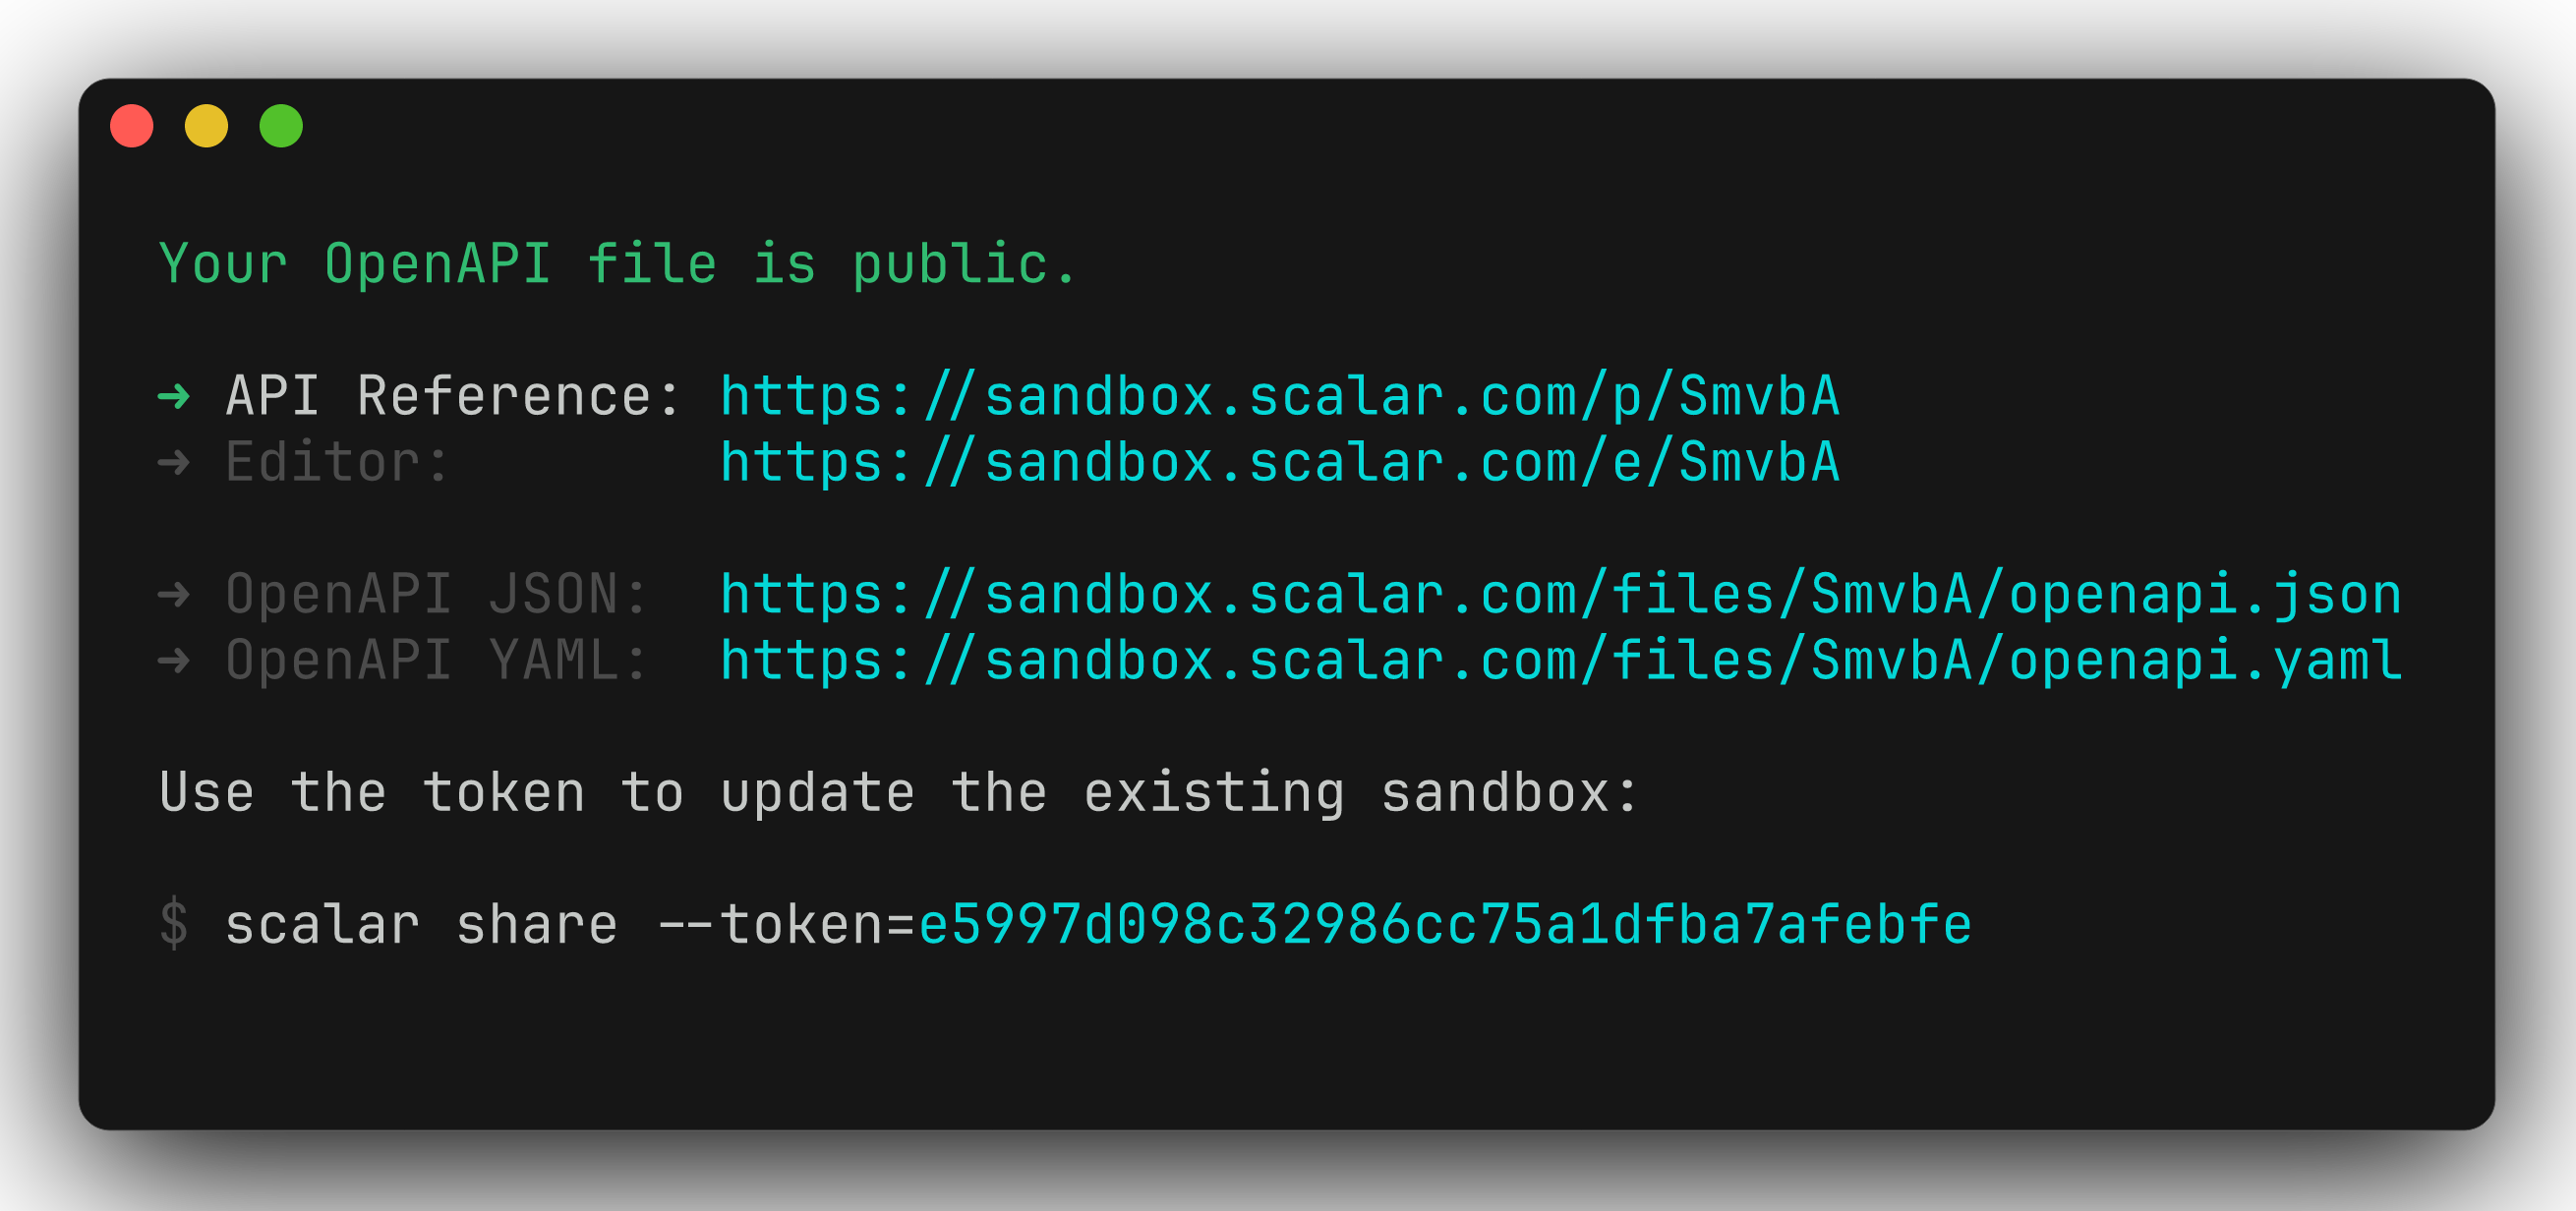 Your OpenAPI file is public.
➜ API Reference: https://sandbox.scalar.com/p/SmvbA
➜ Editor: https://sandbox.scalar.com/e/SmvbA
➜ OpenAPI JSON: https://sandbox.scalar.com/files/SmvbA/openapi.json
➜ OpenAPI YAML: https://sandbox.scalar.com/files/SmvbA/openapi.yaml
Use the token to update the existing sandbox:
$ scalar share --token=e5997d098c32986cc75a1dfba7afebfe